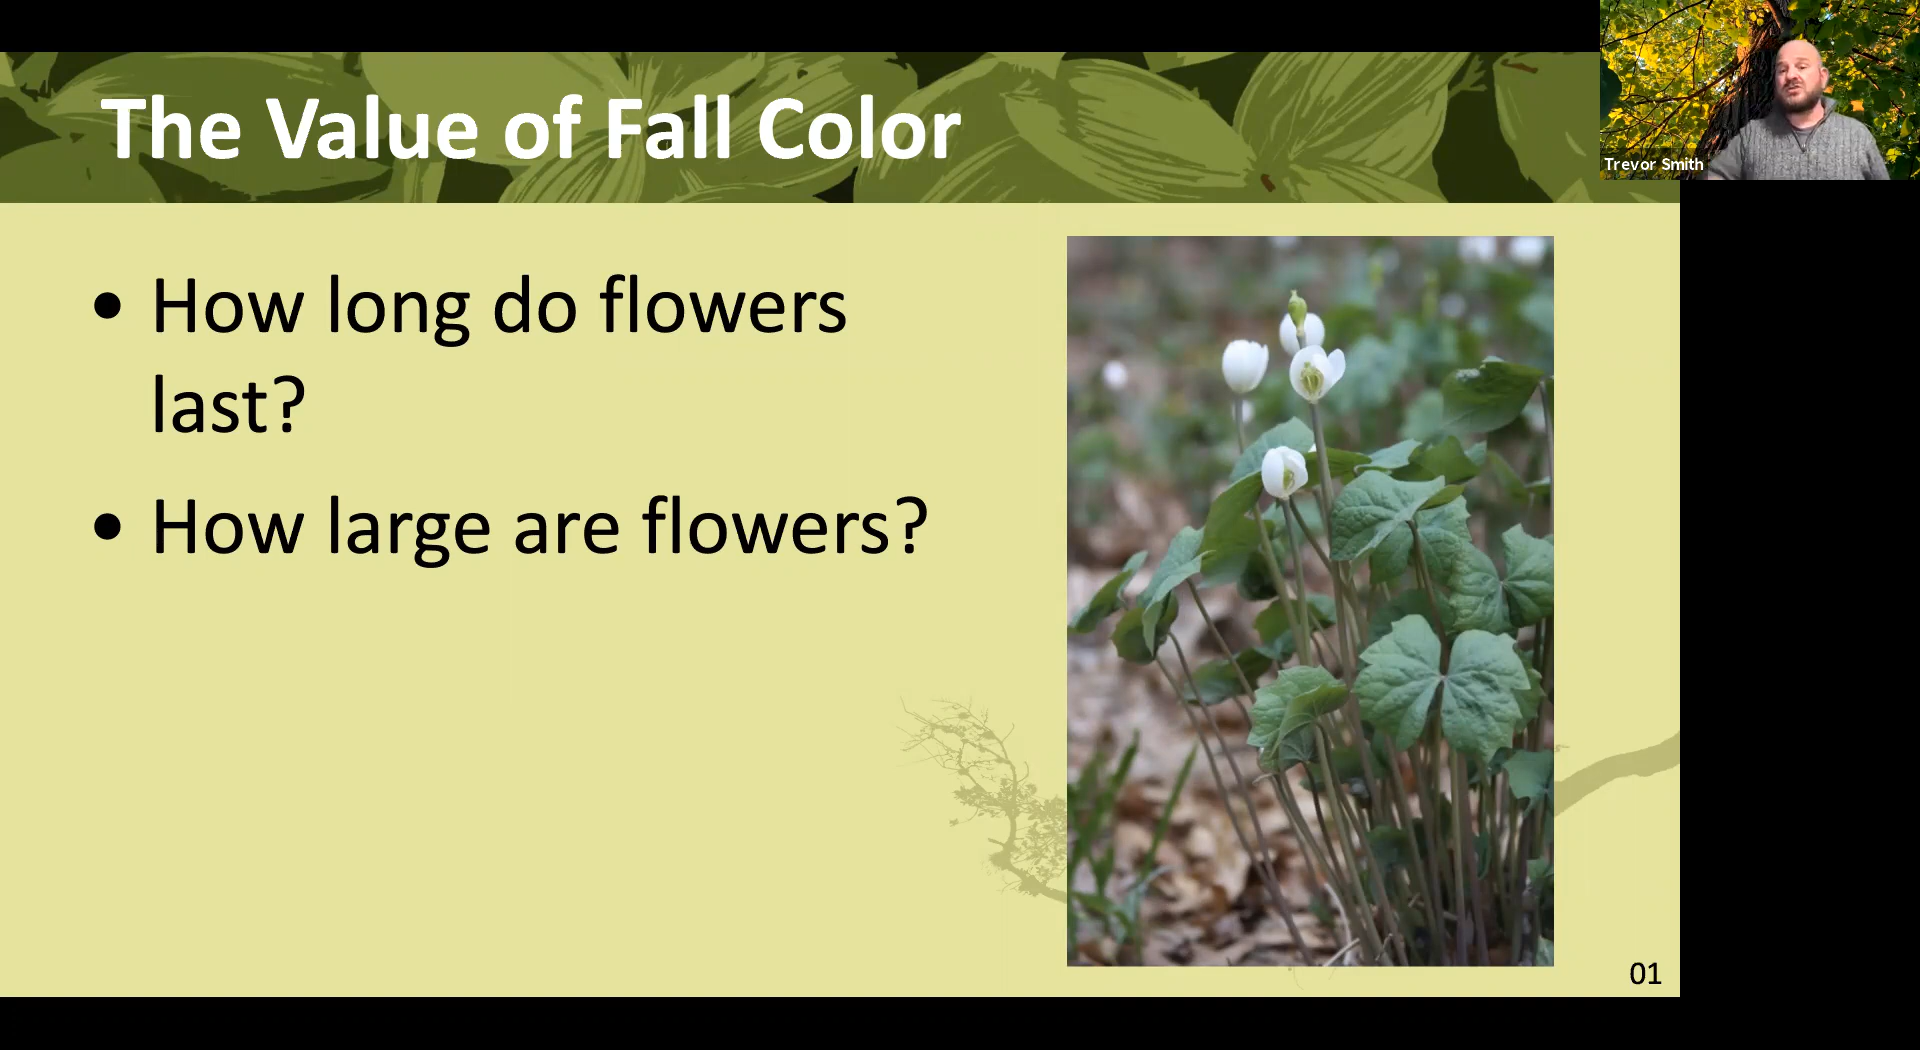 The Value of Fall Color
Trevor Smith
• How long do flowers
last?
• How large are flowers?
01